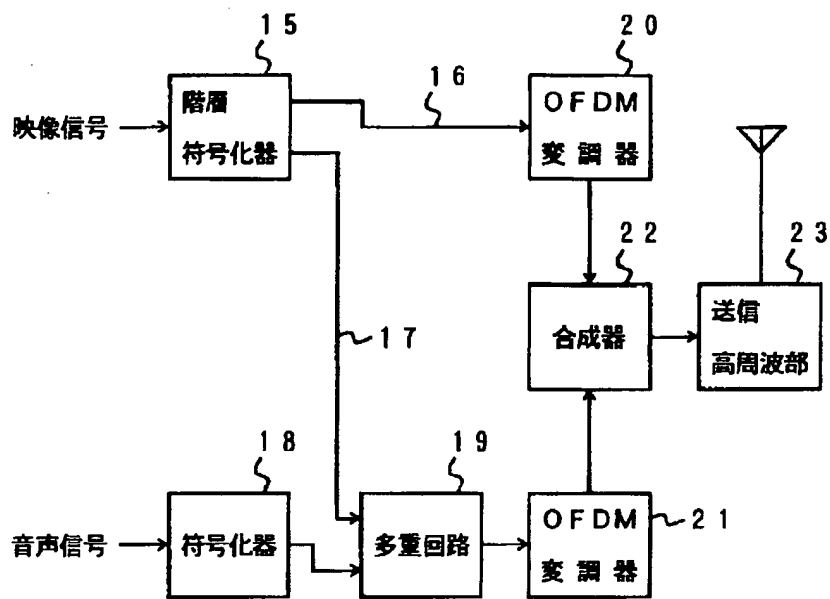 １５
２０
階層
１６
ＯＦＤＭ
映像信号
符号化器
変調器
２２
２３
送信
１７
合成器
高周波部
１８
１９
ＯＦＤＭ
２１
音声信号
符号化器
多重回路
変調器